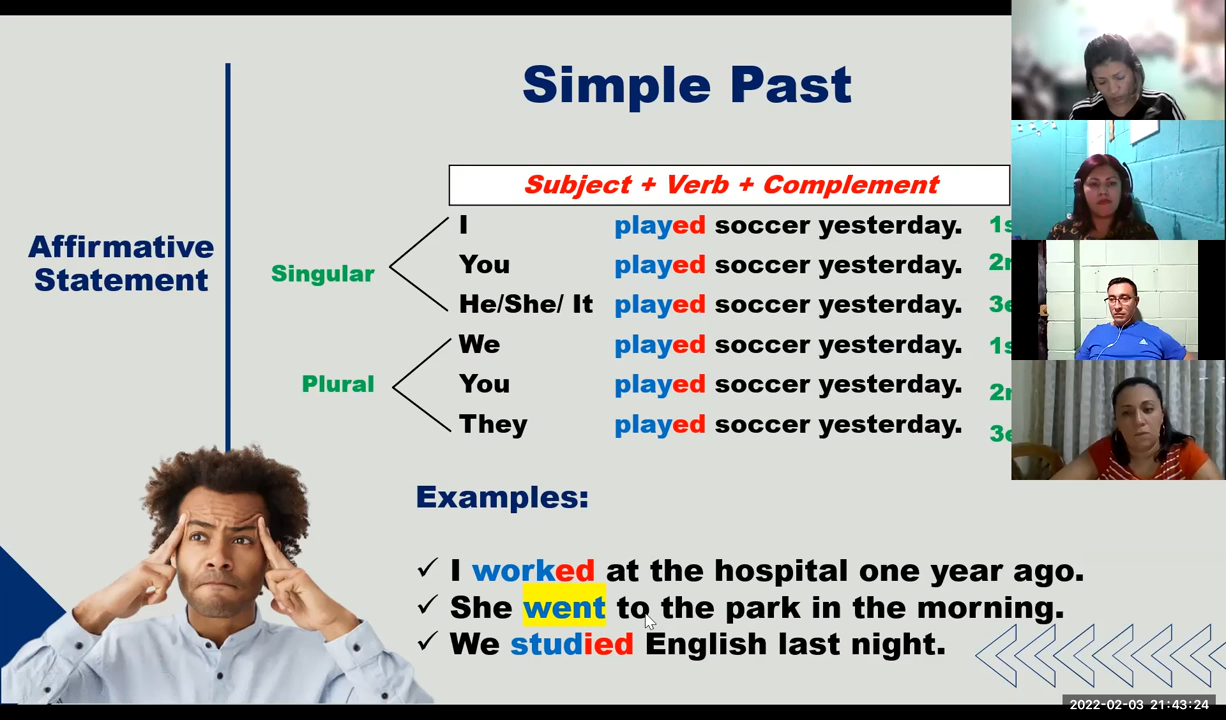 Simple Past
Subject + Verb + Complement
Affirmative
Statement
Singular
I played soccer yesterday.
You played soccer yesterday.
He/She/ It played soccer yesterday.
Plural
We played soccer yesterday.
You played soccer yesterday.
They played soccer yesterday.
Examples:
✓ I worked at the hospital one year ago.
✓ She went to the park in the morning.
✓ We studied English last night.
2022-02-03 21:43:24